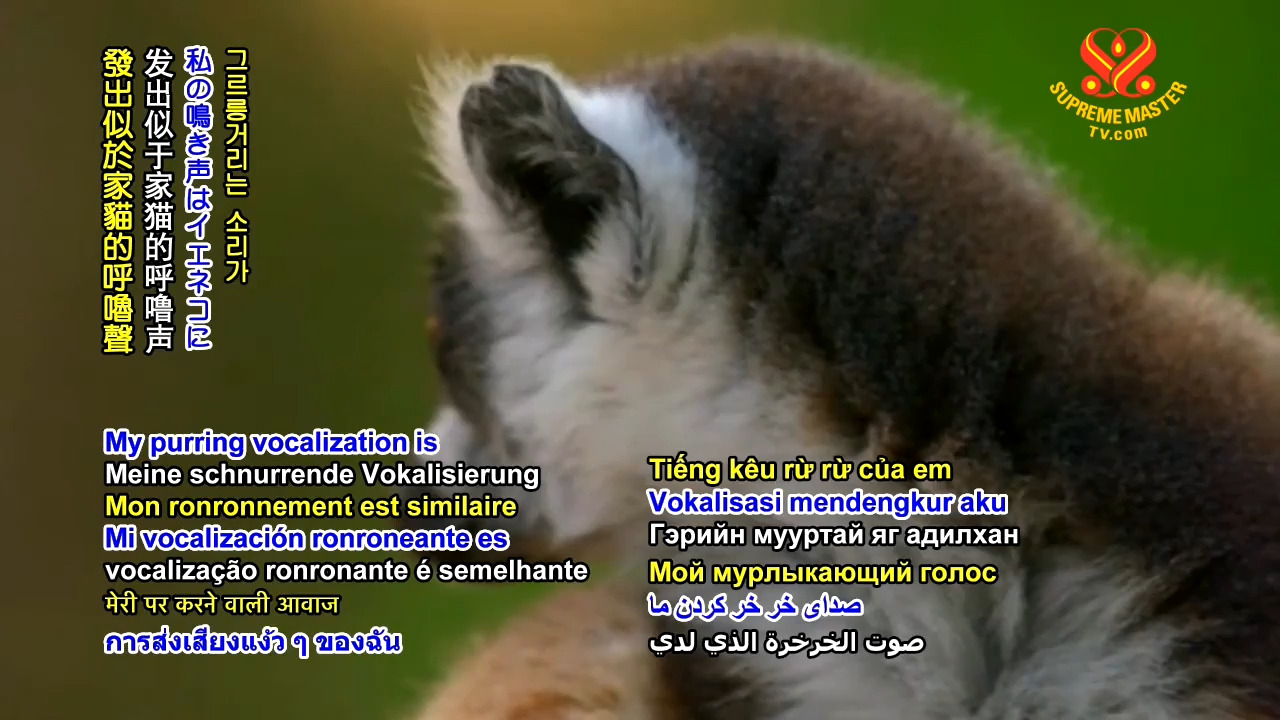 發出似於家貓的呼嚕聲
发出似于家猫的呼噜声
私の鳴き声はイエネコに
그르릉거리는 소리가
SUPREME MASTER
TV.com
My purring vocalization is
Meine schnurrende Vokalisierung
Mon ronronnement est similaire
Mi vocalización ronroneante es
vocalização ronronante é semelhante
मेरी पर करने वाली आवाज
การส่งเสียงแง้ว ๆ ของฉัน
Tiếng kêu rừ rừ của em
Vokalisasi mendengkur aku
Гэрийн мууртай яг адилхан
Мой мурлыкающий голос
صدای خر خر کردن ما
صوت الخرخرة الذي لدي